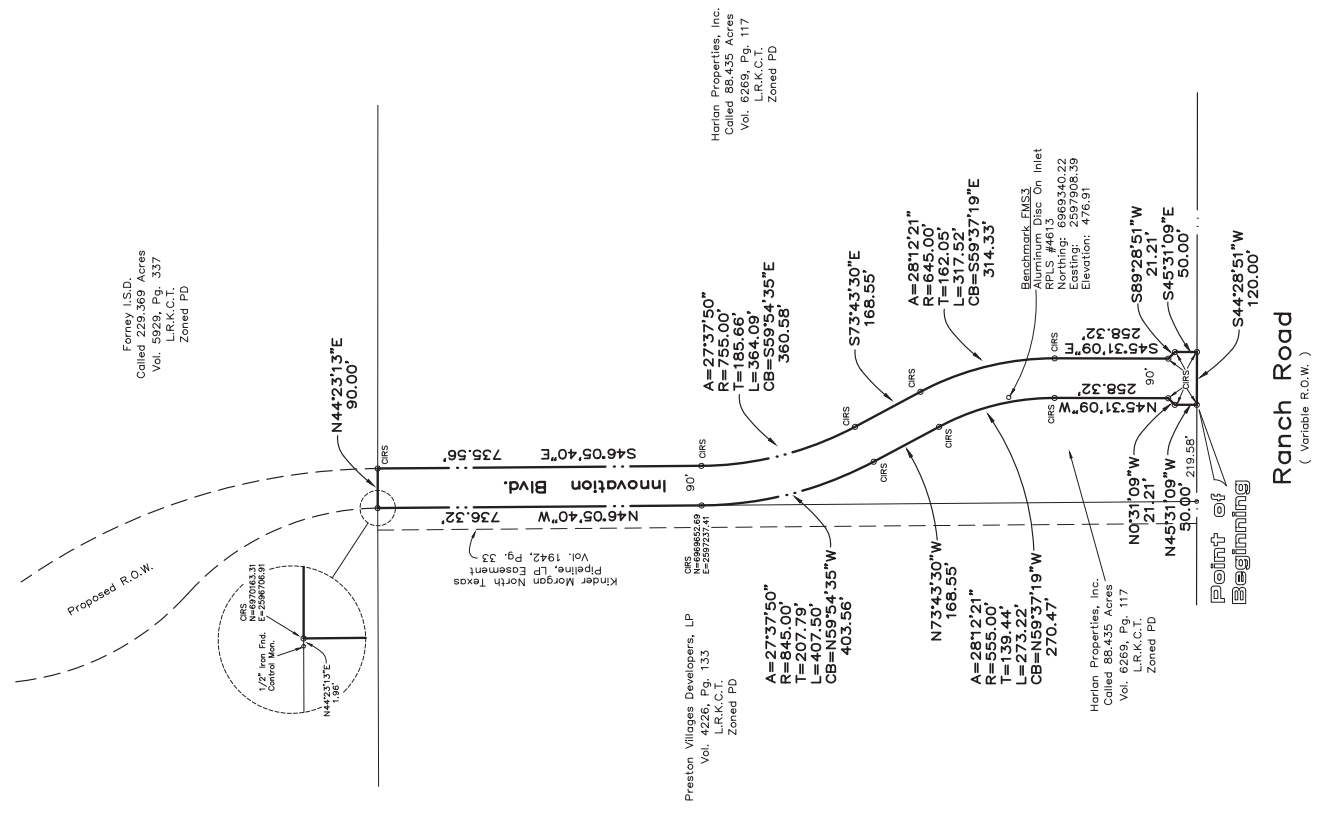 Forney I.S.D.
Called 229.369 Acres
Vol. 5929, Pg. 337
L.R.K.C.T.
Zoned PD
Harlan Properties, Inc.
Called 88.435 Acres
Vol. 6269, Pg. 117
L.R.K.C.T.
Zoned PD
Proposed R.O.W.
CIRS
N=6970163.31
E=2596706.91
1/2" Iron Fnd.
Control Mon.
N44°23'13"E
1.96'
N44°23'13"E
90.00'
CIRS
735.56'
S46°05'40"E
Innovation Blvd.
90'
736.32'
N46°05'40"W
Kinder Morgan North Texas
Pipeline, LP Easement
Vol. 1942, Pg. 33
CIRS
N=6969652.69
E=2597237.41
CIRS
A=27°37'50"
R=755.00'
T=185.66'
L=364.09'
CB=S59°54'35"E
360.58'
CIRS
S73°43'30"E
168.55'
CIRS
A=28°12'21"
R=645.00'
T=162.05'
L=317.52'
CB=S59°37'19"E
314.33'
Benchmark FMS3
Aluminum Disc On Inlet
RPLS #4613
Northing: 6969340.22
Easting: 2597908.39
Elevation: 476.91
CIRS
S45°31'09"E
258.32'
90'
258.32'
N45°31'09"W
CIRS
S89°28'51"W
21.21'
S45°31'09"E
50.00'
CIRS
S44°28'51"W
120.00'
Preston Villages Developers, LP
Vol. 4226, Pg. 133
L.R.K.C.T.
Zoned PD
A=27°37'50"
R=845.00'
T=207.79'
L=407.50'
CB=N59°54'35"W
403.56'
CIRS
N73°43'30"W
168.55'
CIRS
A=28°12'21"
R=555.00'
T=139.44'
L=273.22'
CB=N59°37'19"W
270.47'
Harlan Properties, Inc.
Called 88.435 Acres
Vol. 6269, Pg. 117
L.R.K.C.T.
Zoned PD
N0°31'09"W
21.21'
N45°31'09"W
50.00'
219.58'
Point of
Beginning
Ranch Road
( Variable R.O.W. )